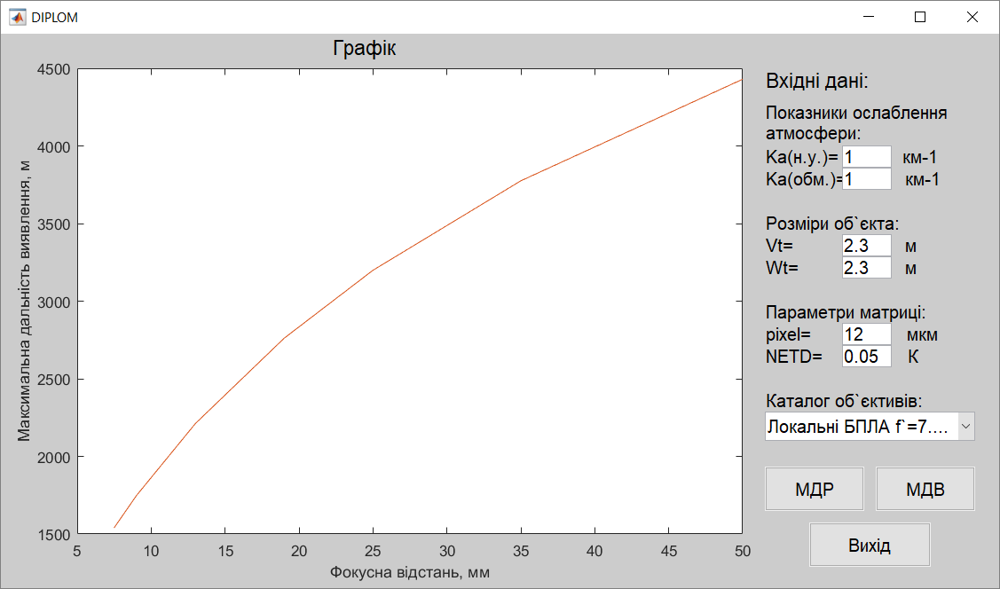 DIPLOM
Графік
4500
4000
3500
3000
2500
2000
1500
5 10 15 20 25 30 35 40 45 50
Максимальна дальність виявлення, м
Фокусна відстань, мм
Вхідні дані:
Показники ослаблення
атмосфери:
Ka(н.у.)= 1 км-1
Ka(обм.)= 1 км-1
Розміри об`єкта:
Vt= 2.3 м
Wt= 2.3 м
Параметри матриці:
pixel= 12 мкм
NETD= 0.05 К
Каталог об`єктивів:
Локальні БПЛА f`=7....
МДР МДВ
Вихід